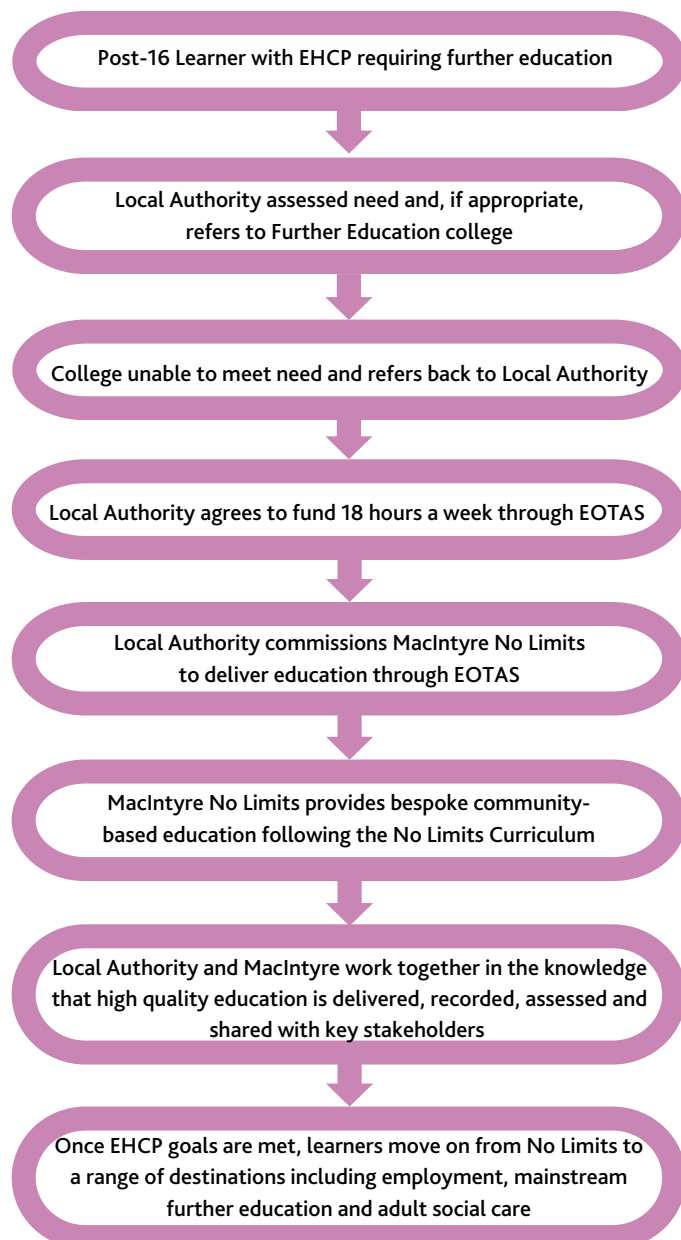 Post-16 Learner with EHCP requiring further education
Local Authority assessed need and, if appropriate,
refers to Further Education college
College unable to meet need and refers back to Local Authority
Local Authority agrees to fund 18 hours a week through EOTAS
Local Authority commissions MacIntyre No Limits
to deliver education through EOTAS
MacIntyre No Limits provides bespoke community-
based education following the No Limits Curriculum
Local Authority and MacIntyre work together in the knowledge
that high quality education is delivered, recorded, assessed and
shared with key stakeholders
Once EHCP goals are met, learners move on from No Limits to
a range of destinations including employment, mainstream
further education and adult social care